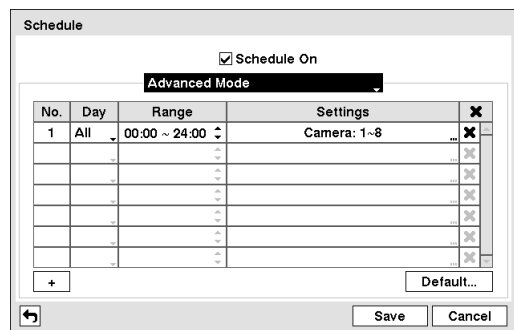 Schedule
Schedule On
Advanced Mode
No. Day Range Settings
1 All 00:00 ~ 24:00 Camera: 1~8 ...
+ Default...
Save Cancel